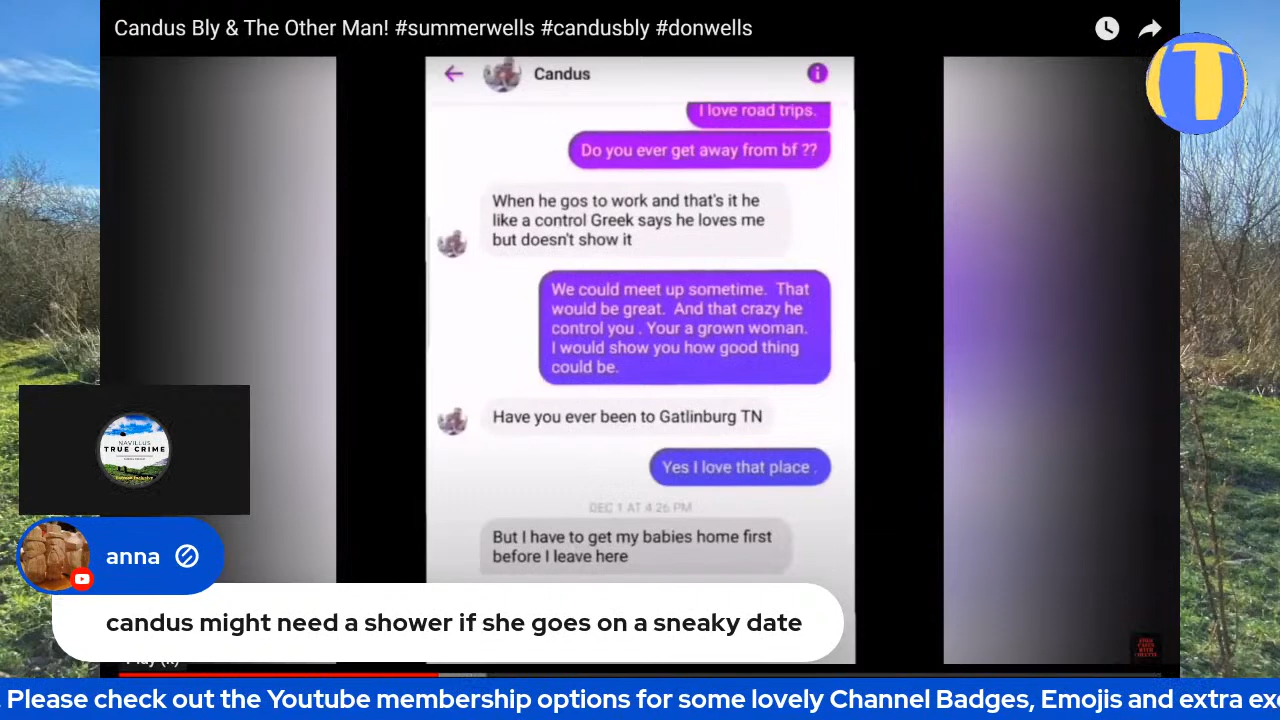 Candus Bly & The Other Man! #summerwells #candusbly #donwells
T
Candus
I love road trips.
Do you ever get away from bf ??
When he gos to work and that's it he
like a control Greek says he loves me
but doesn't show it
We could meet up sometime. That
would be great. And that crazy he
control you . Your a grown woman.
I would show you how good thing
could be.
Have you ever been to Gatlinburg TN
Yes I love that place .
DEC 1 AT 4:26 PM
But I have to get my babies home first
before I leave here
NAVILLUS
TRUE CRIME
anna
candus might need a shower if she goes on a sneaky date
. Please check out the Youtube membership options for some lovely Channel Badges, Emojis and extra exc